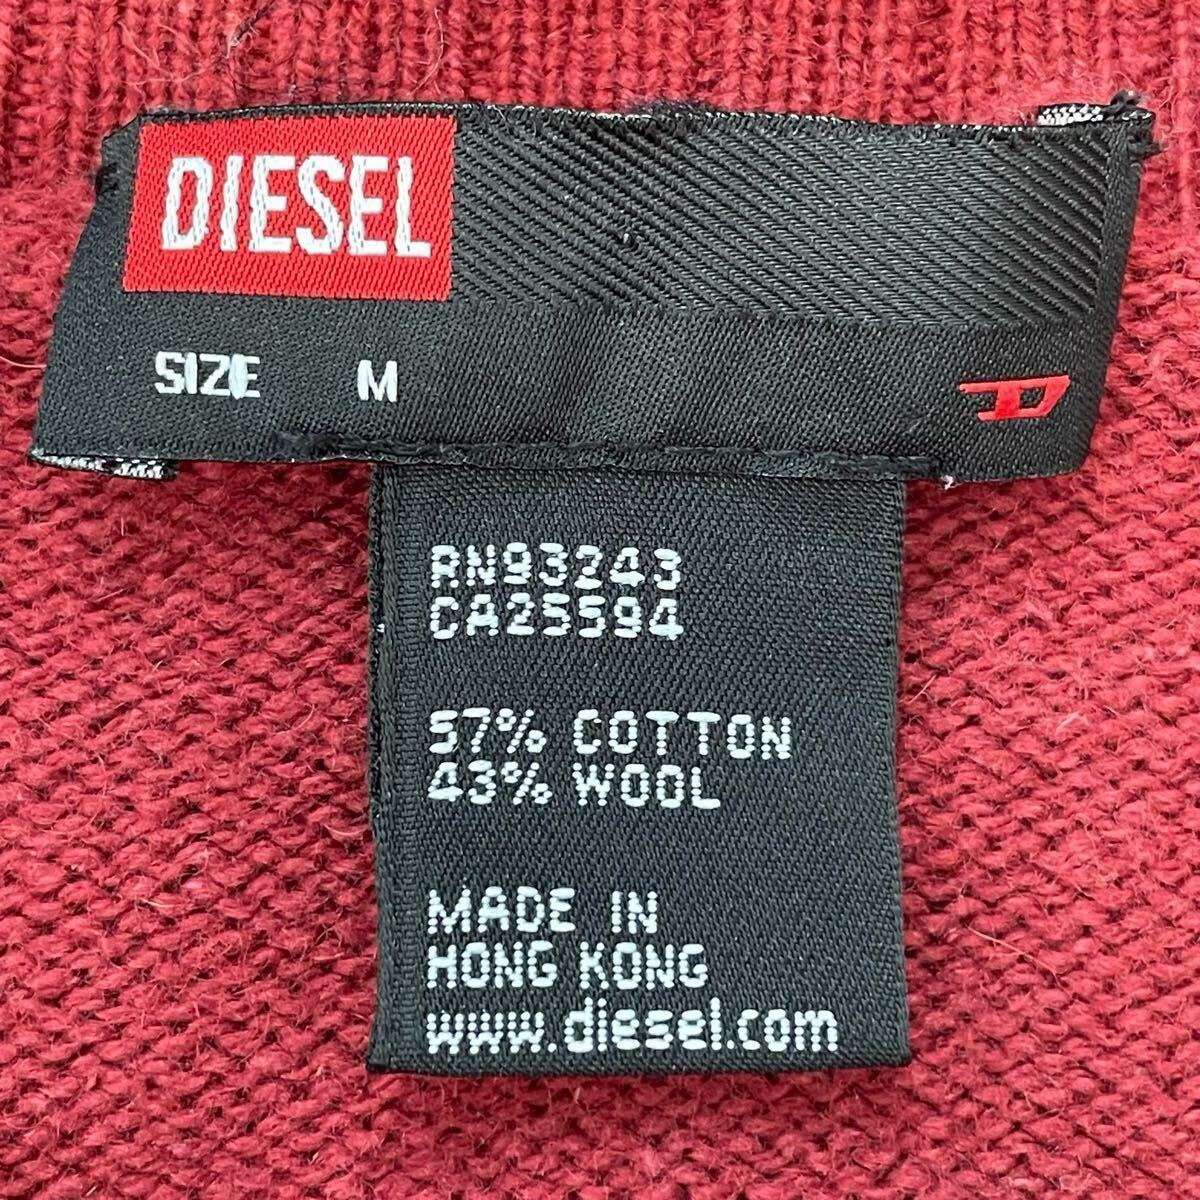 DIESEL
SIZE M
D
RN93243
CA25594
57% COTTON
43% WOOL
MADE IN
HONG KONG
www.diesel.com